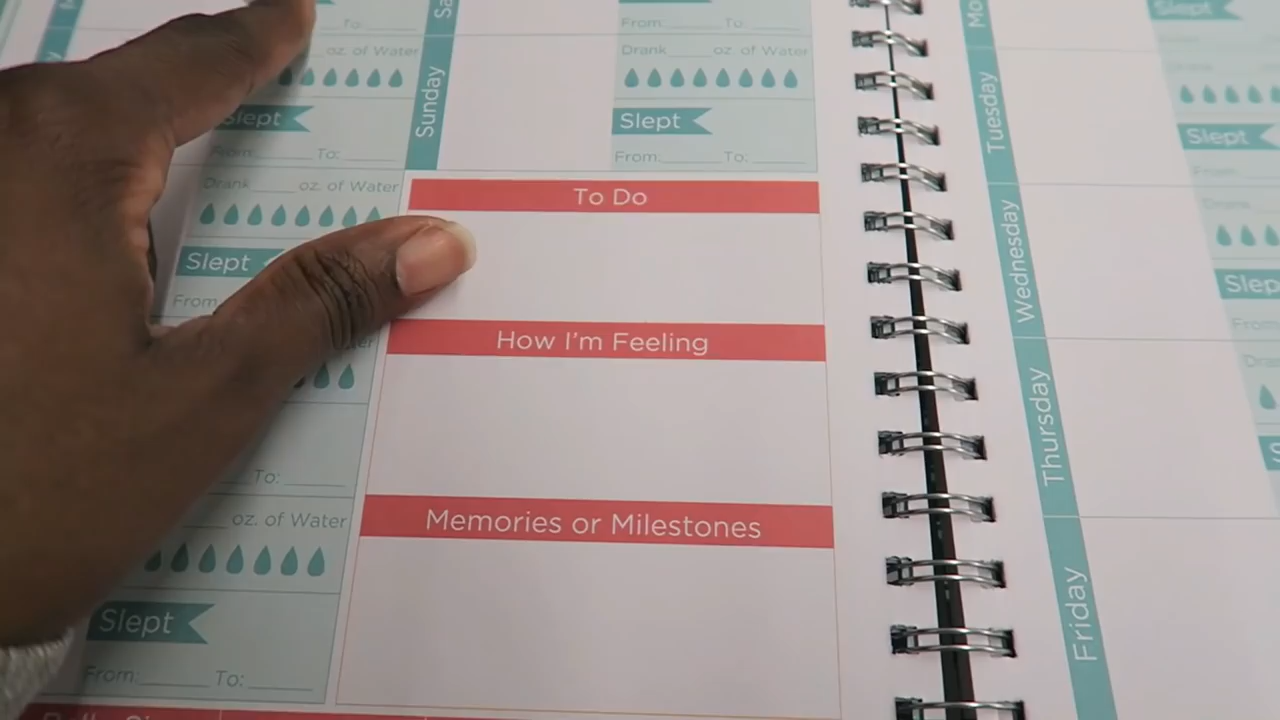 To:
oz. of Water
Slept
From: To:
Drank oz. of Water
Slept
From
To:
oz. of Water
Slept
From: To:
Sunday
From: To:
Drank oz. of Water
Slept
From: To:
To Do
How I'm Feeling
Memories or Milestones
Tuesday
Wednesday
Thursday
Friday
Slept
Slept
Slep